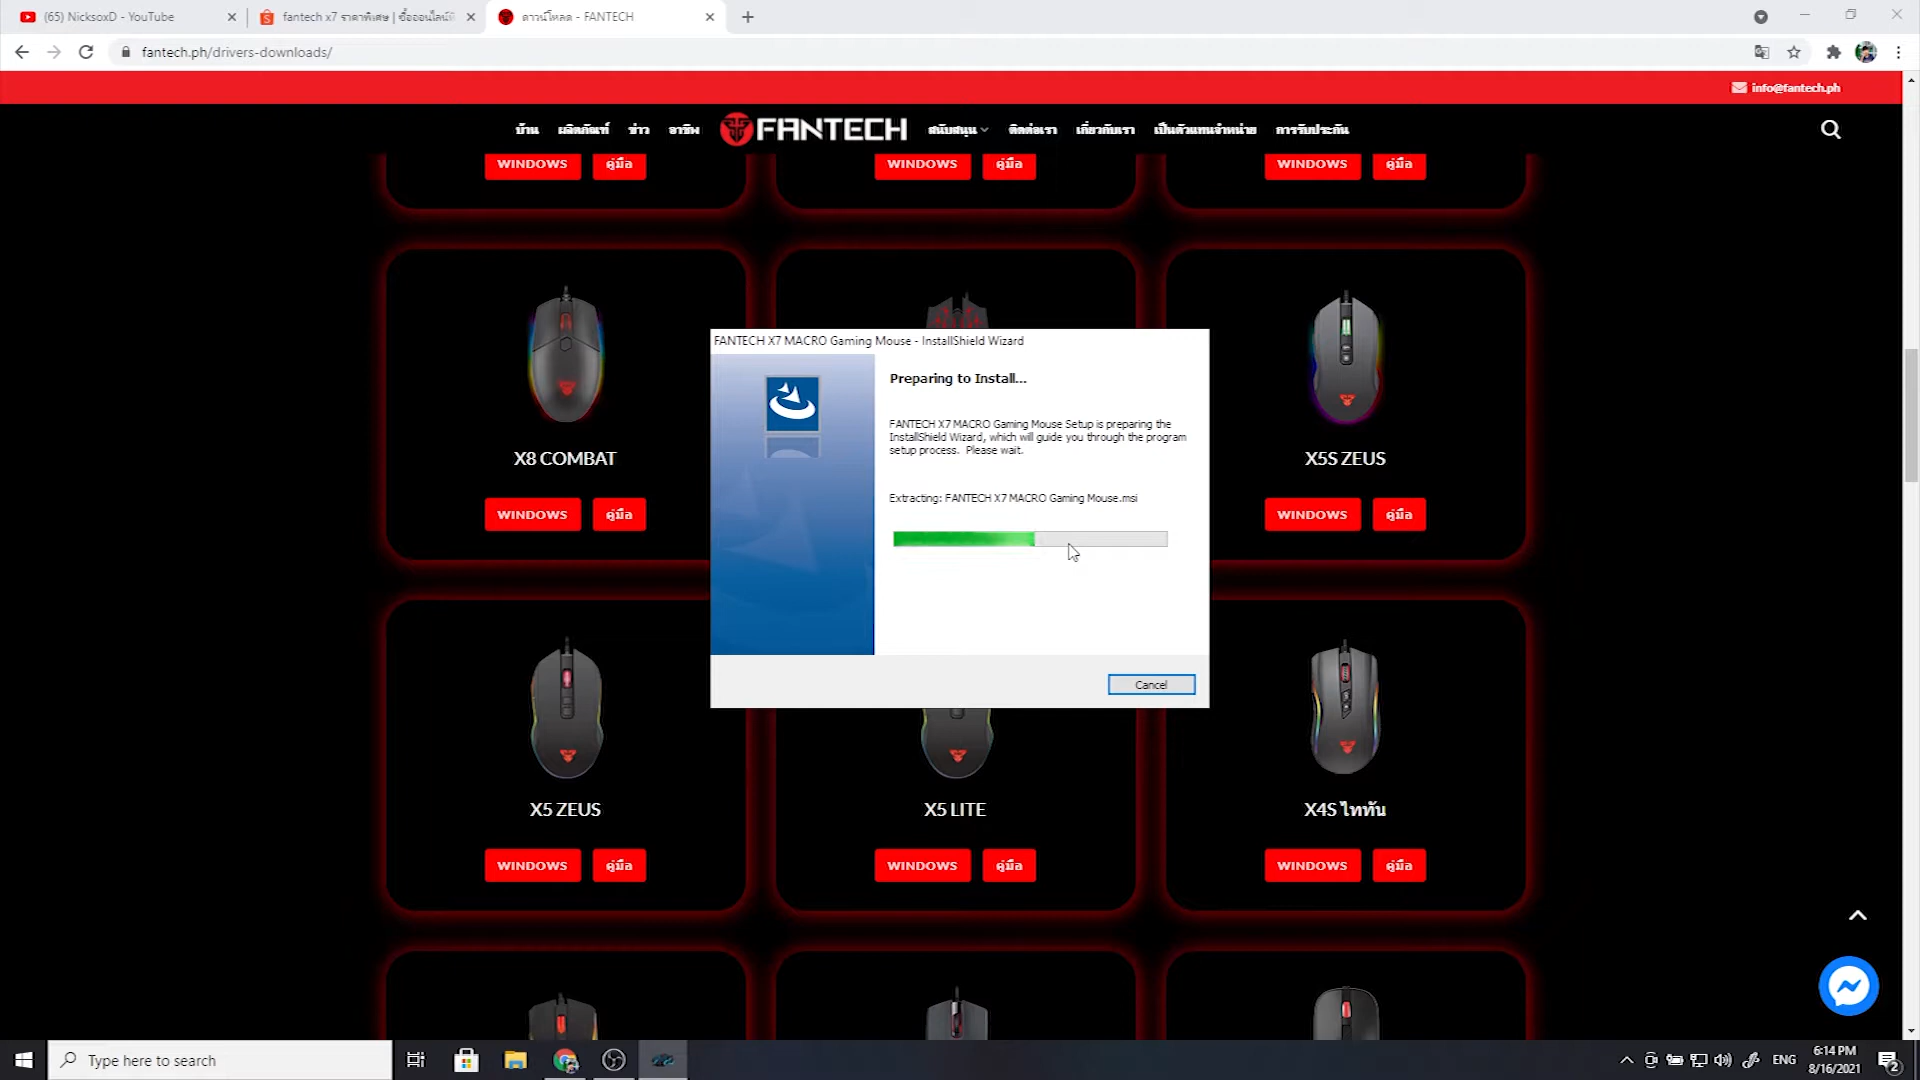 (65) NicksoxD - YouTube
fantech x7 ราคาพิเศษ | ซื้อออนไลน์ที่
ดาวน์โหลด - FANTECH
fantech.ph/drivers-downloads/
info@fantech.ph
บ้าน ผลิตภัณฑ์ ข่าว อาชีพ FANTECH สนับสนุน ติดต่อเรา เกี่ยวกับเรา เป็นตัวแทนจำหน่าย การรับประกัน
WINDOWS คู่มือ WINDOWS คู่มือ WINDOWS คู่มือ
FANTECH X7 MACRO Gaming Mouse - InstallShield Wizard
Preparing to Install...
FANTECH X7 MACRO Gaming Mouse Setup is preparing the
InstallShield Wizard, which will guide you through the program
setup process. Please wait.
Extracting: FANTECH X7 MACRO Gaming Mouse.msi
Cancel
X8 COMBAT X5S ZEUS
WINDOWS คู่มือ WINDOWS คู่มือ
X5 ZEUS X5 LITE X4S ไททัน
WINDOWS คู่มือ WINDOWS คู่มือ WINDOWS คู่มือ
Type here to search
ENG
6:14 PM
8/16/2021
2